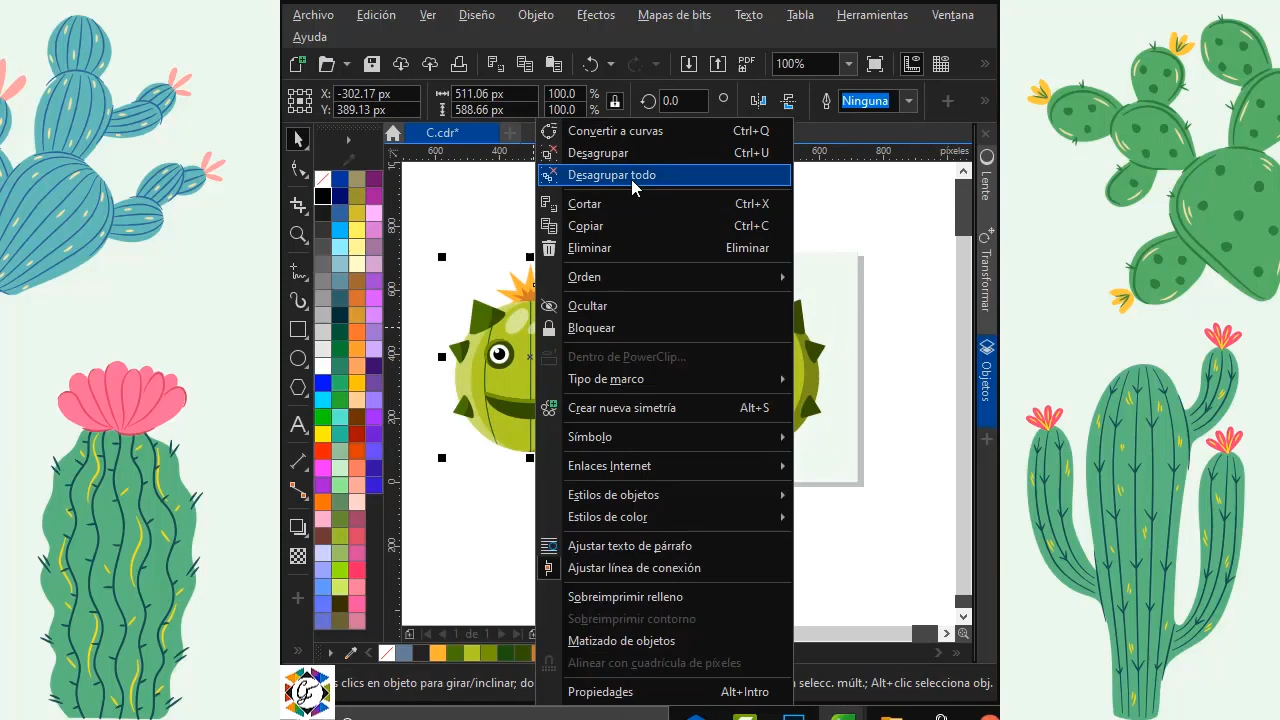 Archivo Edición Ver Diseño Objeto Efectos Mapas de bits Texto Tabla Herramientas Ventana
Ayuda
PDF 100%
X: -302.17 px 511.06 px 100.0 % 0.0 Ninguna
Y: 389.13 px 588.66 px 100.0 %
C.cdr*
600 400 600 800 píxeles
800
600
400
200
0
200
Convertir a curvas Ctrl+Q
Desagrupar Ctrl+U
Desagrupar todo
Cortar Ctrl+X
Copiar Ctrl+C
Eliminar Eliminar
Orden
Ocultar
Bloquear
Dentro de PowerClip...
Tipo de marco
Crear nueva simetría Alt+S
Símbolo
Enlaces Internet
Estilos de objetos
Estilos de color
Ajustar texto de párrafo
Ajustar línea de conexión
Sobreimprimir relleno
Sobreimprimir contorno
Matizado de objetos
Alinear con cuadrícula de píxeles
Propiedades Alt+Intro
Lente
Transformar
Objetos
1 de 1
s clics en objeto para girar/inclinar; do
a selecc. múlt.; Alt+clic selecciona obj.